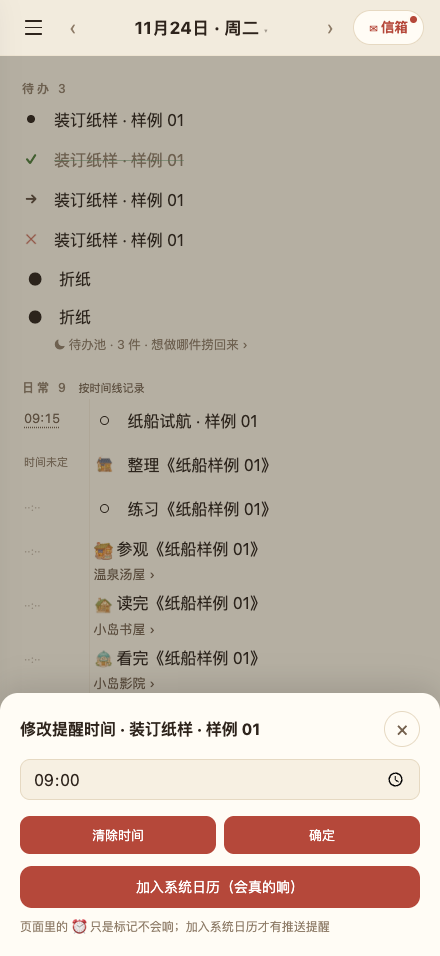 11月24日 · 周二
信箱
待办 3
装订纸样 · 样例 01
装订纸样 · 样例 01
装订纸样 · 样例 01
装订纸样 · 样例 01
折纸
折纸
待办池 · 3 件 · 想做哪件捞回来 ›
日常 9 按时间线记录
09:15 纸船试航 · 样例 01
时间未定 整理《纸船样例 01》
--:-- 练习《纸船样例 01》
--:-- 参观《纸船样例 01》
温泉汤屋 ›
--:-- 读完《纸船样例 01》
小岛书屋 ›
--:-- 看完《纸船样例 01》
小岛影院 ›
修改提醒时间 · 装订纸样 · 样例 01
09:00
清除时间 确定
加入系统日历（会真的响）
页面里的 ⏰ 只是标记不会响；加入系统日历才有推送提醒